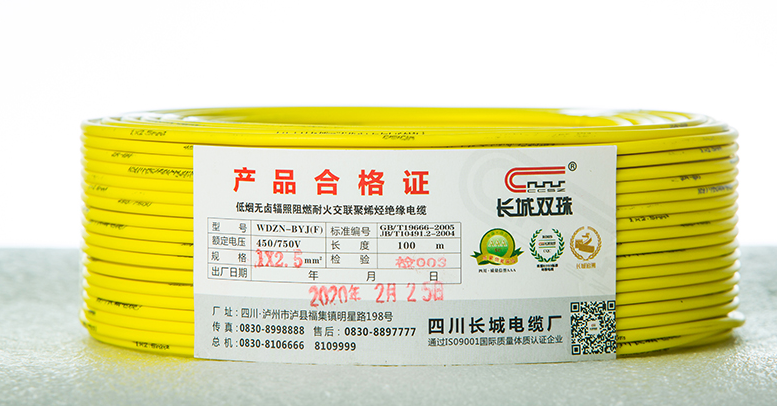 产品合格证
低烟无卤辐照阻燃耐火交联聚烯烃绝缘电缆
型号 WDZN-BYJ(F) 标准编号 GB/T19666-2005 JB/T10491.2-2004
额定电压 450/750V 长度 100 m
规格 1X2.5 mm² 检验 检003
出厂日期 年 月 日
2020年 2月 25日
厂址:四川·泸州市泸县福集镇明星路198号
传真:0830-8998888 售后:0830-8897777
总机:0830-8106666 8109999
CCSZ
®
长城双珠
四川长城电缆厂
通过ISO9001国际质量体质认证企业